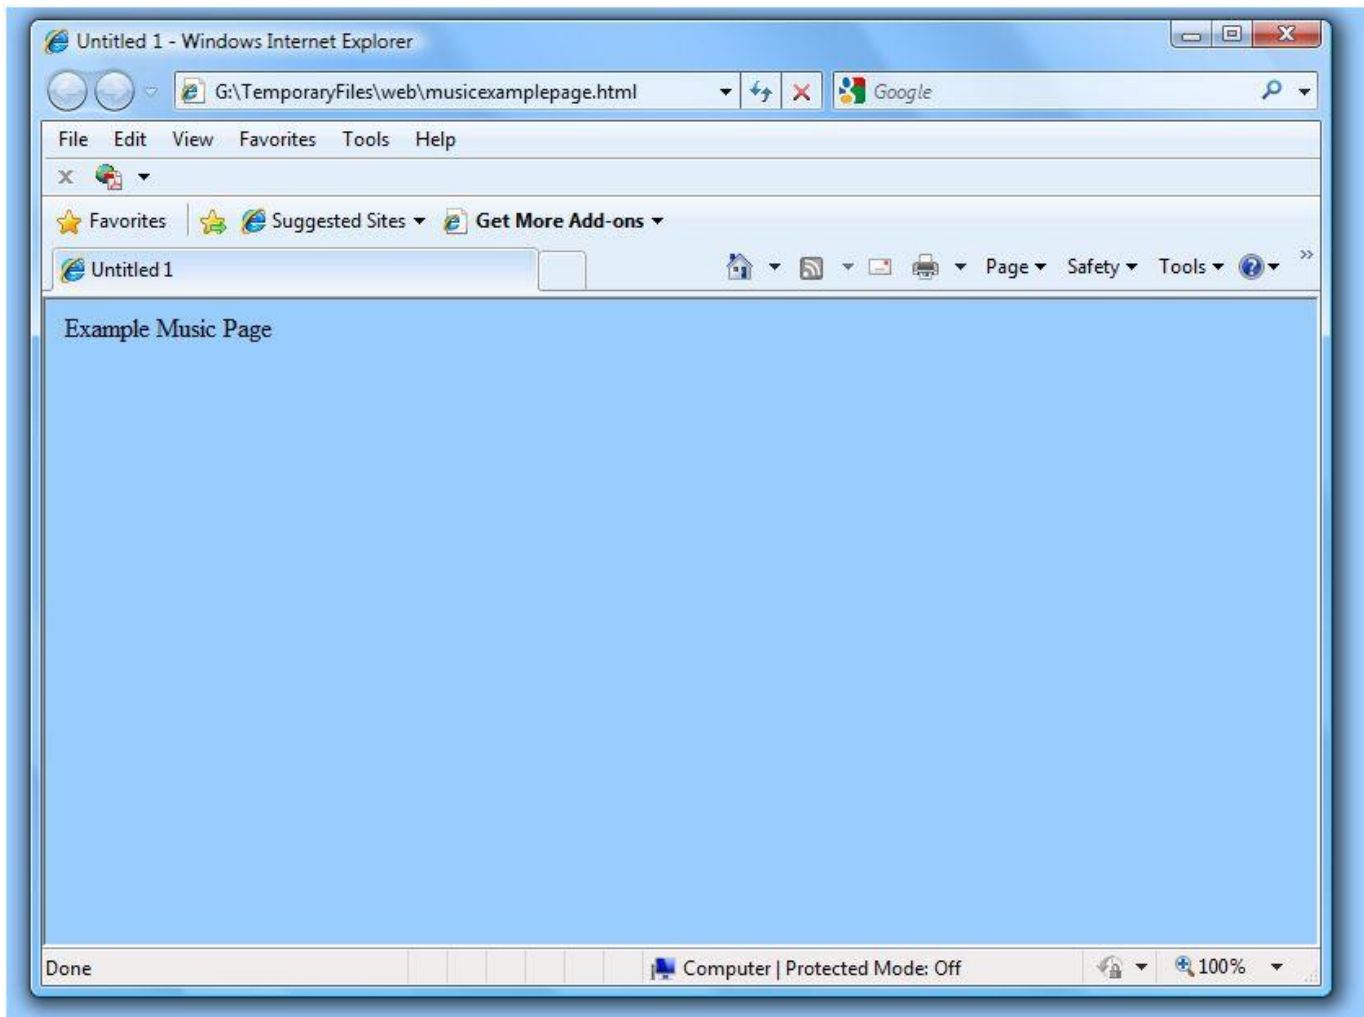 Untitled 1 - Windows Internet Explorer
G:\TemporaryFiles\web\musicexamplepage.html Google
File Edit View Favorites Tools Help
Favorites Suggested Sites Get More Add-ons
Untitled 1 Page Safety Tools
Example Music Page
Done Computer | Protected Mode: Off 100%